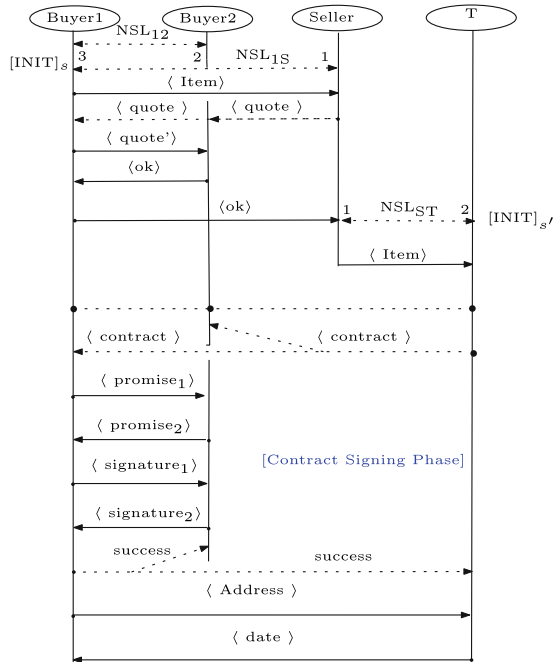 Buyer1 Buyer2 Seller T
NSL12
[INIT]s 3 2 NSL1S 1
⟨ Item⟩
⟨ quote ⟩ ⟨ quote ⟩
⟨ quote'⟩
⟨ok⟩
⟨ok⟩ 1 NSLST 2 [INIT]s′
⟨ Item⟩
⟨ contract ⟩ ⟨ contract ⟩
⟨ promise1⟩
⟨ promise2⟩
[Contract Signing Phase]
⟨ signature1⟩
⟨ signature2⟩
success success
⟨ Address ⟩
⟨ date ⟩